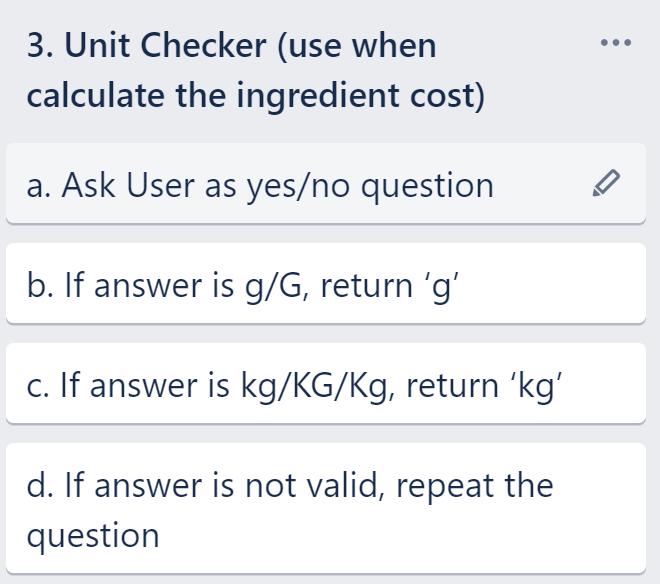 3. Unit Checker (use when
calculate the ingredient cost)
a. Ask User as yes/no question
b. If answer is g/G, return ‘g’
c. If answer is kg/KG/Kg, return ‘kg’
d. If answer is not valid, repeat the
question